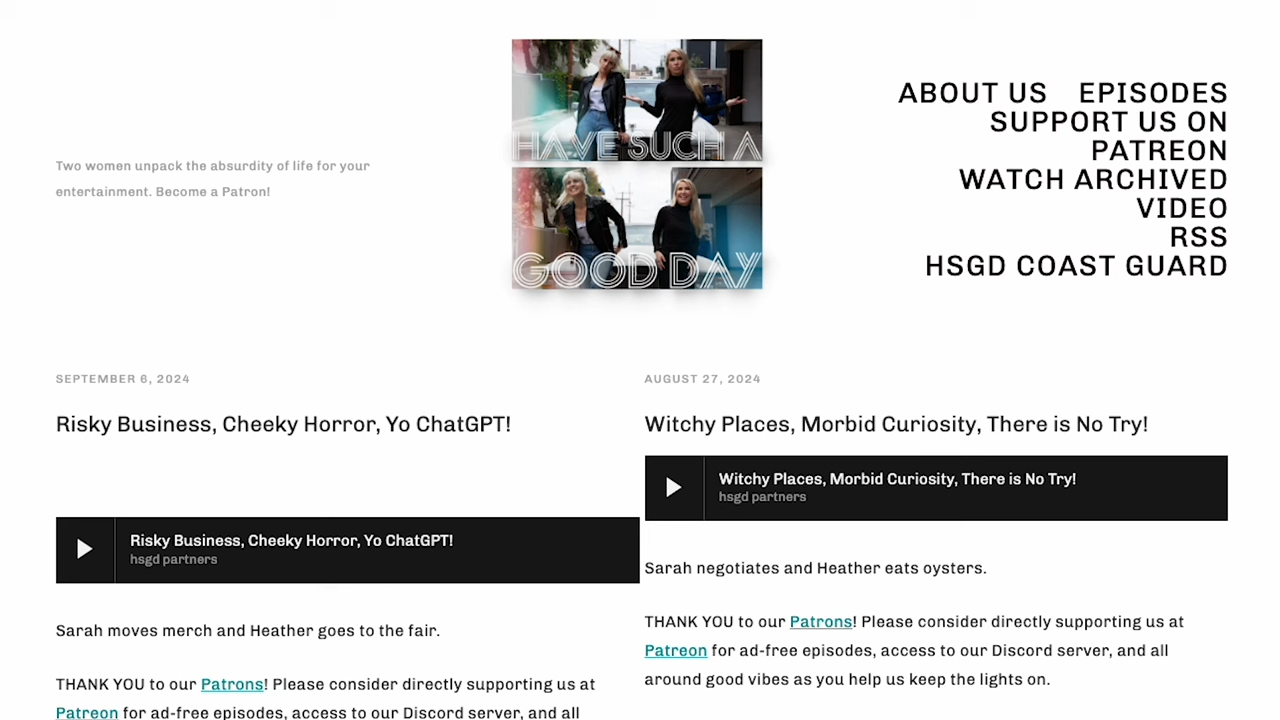 Two women unpack the absurdity of life for your
entertainment. Become a Patron!
HAVE SUCH A
GOOD DAY
ABOUT US EPISODES
SUPPORT US ON
PATREON
WATCH ARCHIVED
VIDEO
RSS
HSGD COAST GUARD
SEPTEMBER 6, 2024
Risky Business, Cheeky Horror, Yo ChatGPT!
Risky Business, Cheeky Horror, Yo ChatGPT!
hsgd partners
Sarah moves merch and Heather goes to the fair.
THANK YOU to our Patrons! Please consider directly supporting us at
Patreon for ad-free episodes, access to our Discord server, and all
AUGUST 27, 2024
Witchy Places, Morbid Curiosity, There is No Try!
Witchy Places, Morbid Curiosity, There is No Try!
hsgd partners
Sarah negotiates and Heather eats oysters.
THANK YOU to our Patrons! Please consider directly supporting us at
Patreon for ad-free episodes, access to our Discord server, and all
around good vibes as you help us keep the lights on.